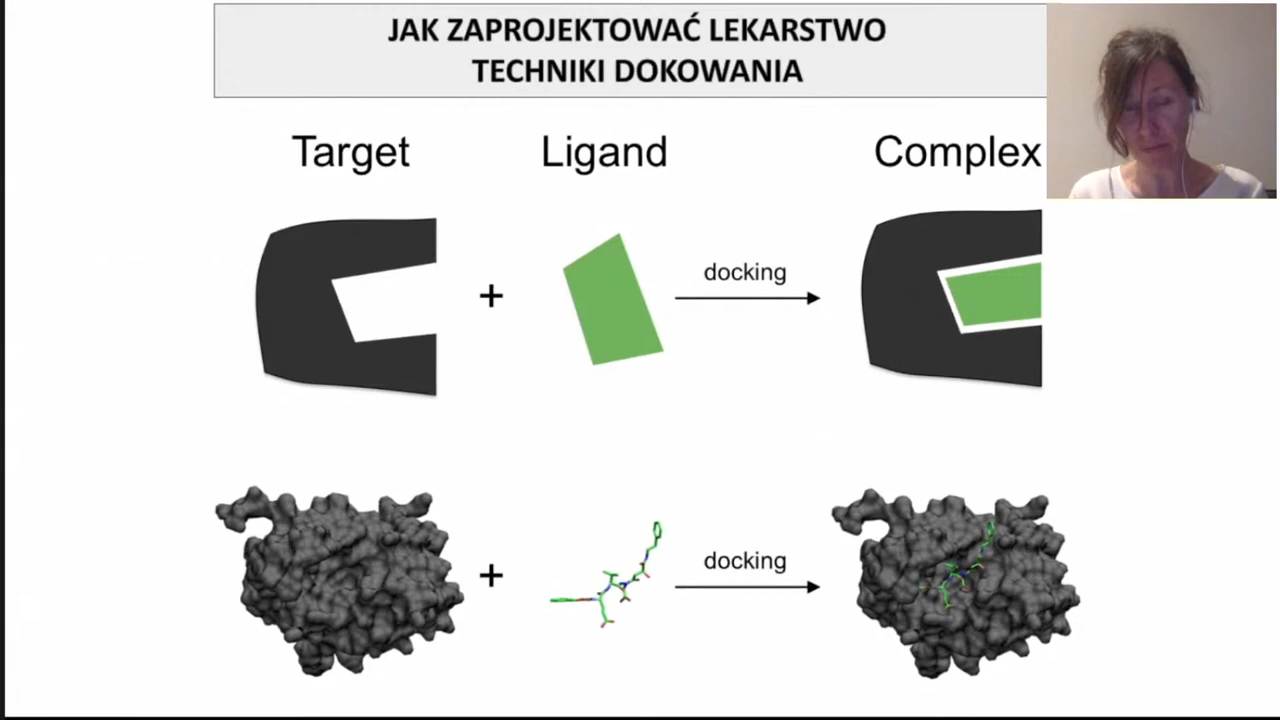 JAK ZAPROJEKTOWAĆ LEKARSTWO
TECHNIKI DOKOWANIA
Target Ligand Complex
+ docking
+ docking